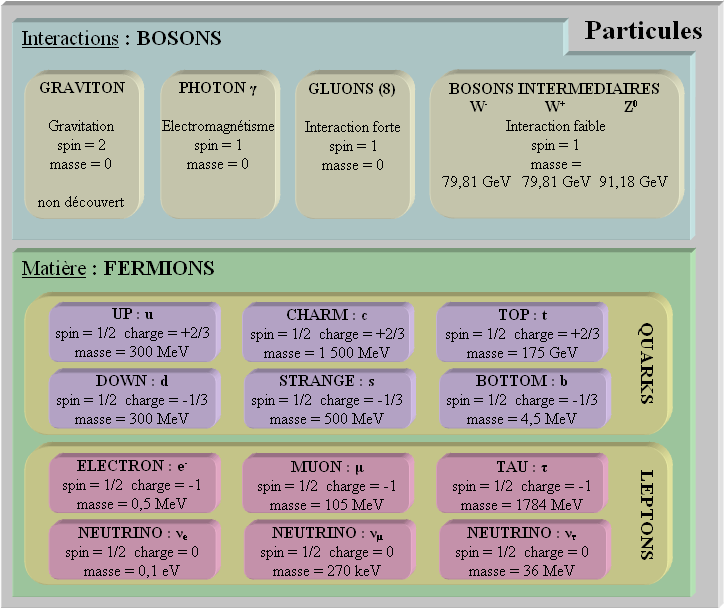 Particules
Interactions : BOSONS
GRAVITON
Gravitation
spin = 2
masse = 0
non découvert
PHOTON γ
Electromagnétisme
spin = 1
masse = 0
GLUONS (8)
Interaction forte
spin = 1
masse = 0
BOSONS INTERMEDIAIRES
W⁻ W⁺ Z⁰
Interaction faible
spin = 1
masse =
79,81 GeV 79,81 GeV 91,18 GeV
Matière : FERMIONS
QUARKS
UP : u
spin = 1/2 charge = +2/3
masse = 300 MeV
CHARM : c
spin = 1/2 charge = +2/3
masse = 1 500 MeV
TOP : t
spin = 1/2 charge = +2/3
masse = 175 GeV
DOWN : d
spin = 1/2 charge = -1/3
masse = 300 MeV
STRANGE : s
spin = 1/2 charge = -1/3
masse = 500 MeV
BOTTOM : b
spin = 1/2 charge = -1/3
masse = 4,5 MeV
LEPTONS
ELECTRON : e⁻
spin = 1/2 charge = -1
masse = 0,5 MeV
MUON : μ
spin = 1/2 charge = -1
masse = 105 MeV
TAU : τ
spin = 1/2 charge = -1
masse = 1784 MeV
NEUTRINO : νe
spin = 1/2 charge = 0
masse = 0,1 eV
NEUTRINO : νμ
spin = 1/2 charge = 0
masse = 270 keV
NEUTRINO : ντ
spin = 1/2 charge = 0
masse = 36 MeV